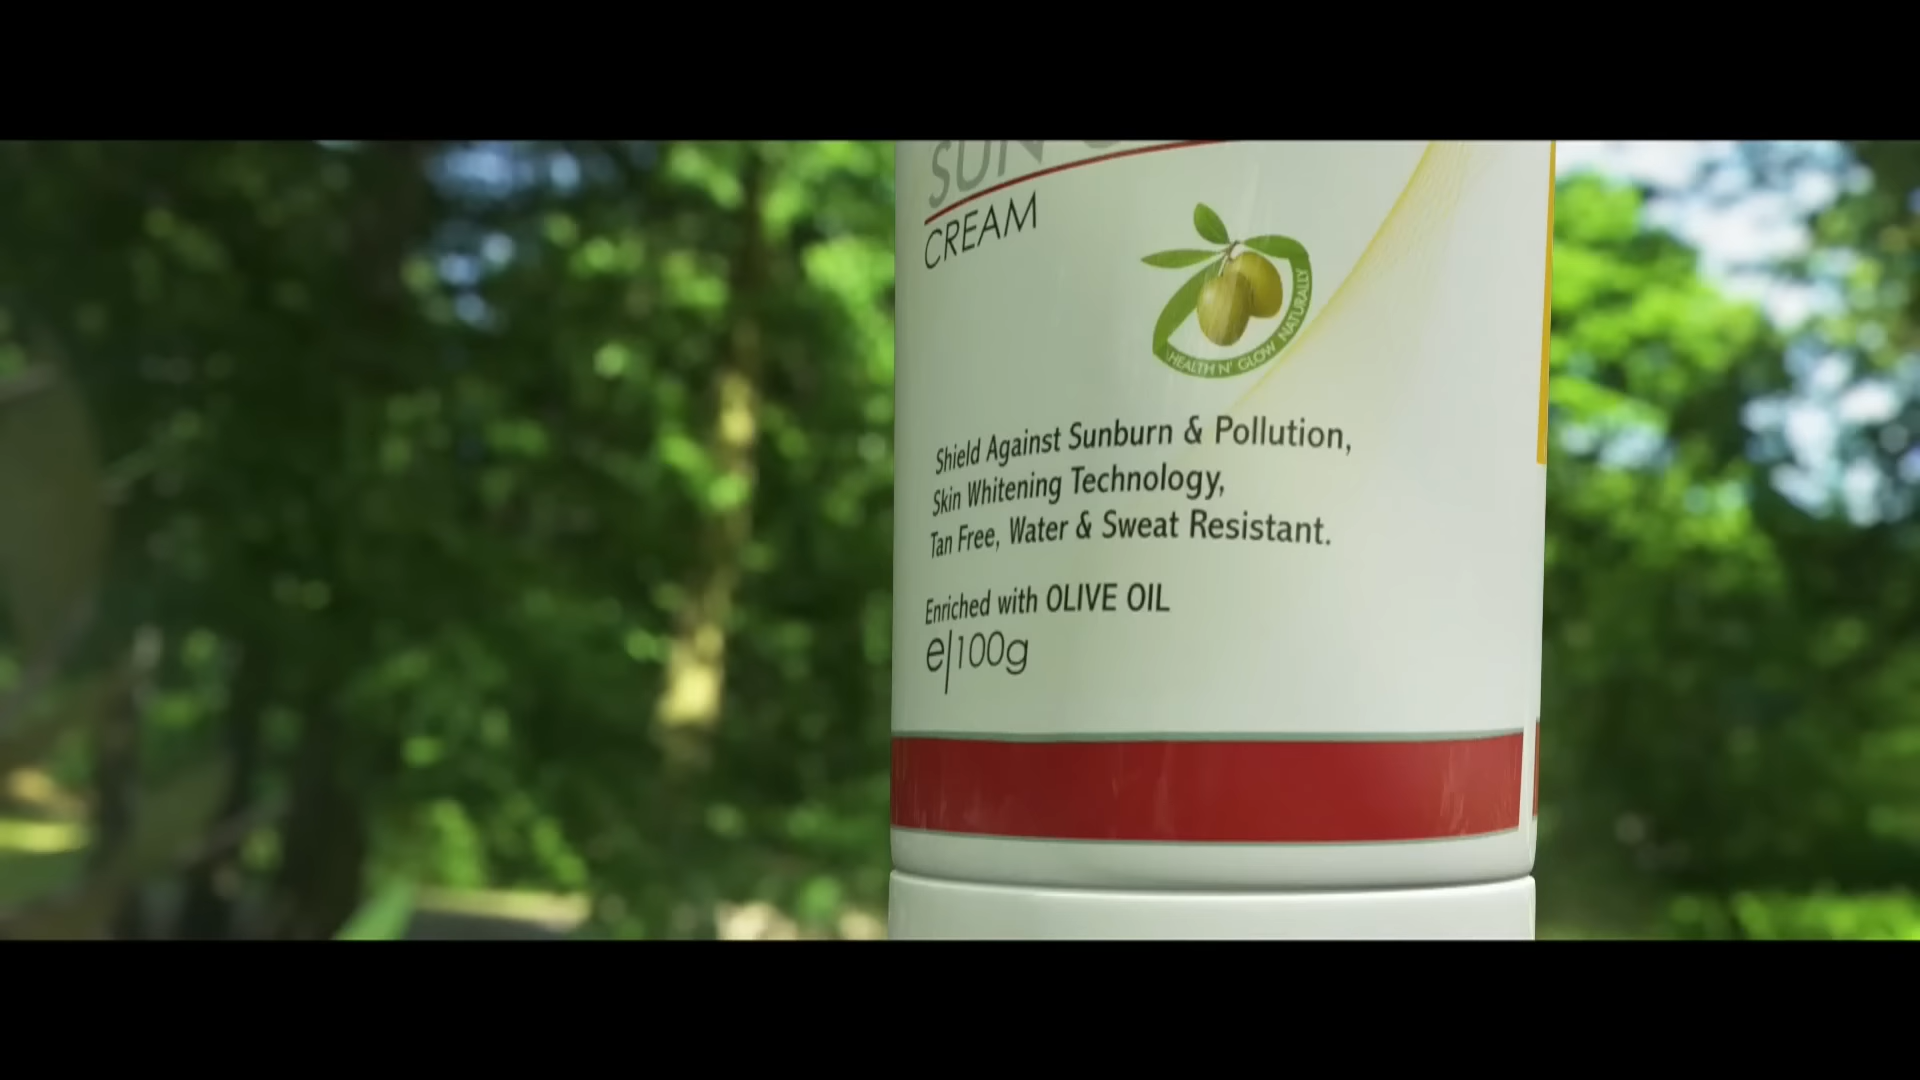 SUN
CREAM
HEALTH N' GLOW NATURALLY
Shield Against Sunburn & Pollution,
Skin Whitening Technology,
Tan Free, Water & Sweat Resistant.
Enriched with OLIVE OIL
e|100g